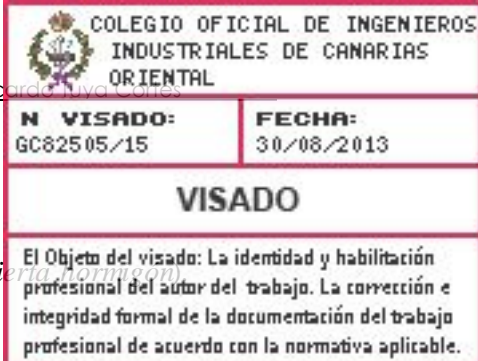 COLEGIO OFICIAL DE INGENIEROS
INDUSTRIALES DE CANARIAS
ORIENTAL
Cortés
N VISADO:
GC82505/15
FECHA:
30/08/2013
VISADO
El Objeto del visado: La identidad y habilitación
profesional del autor del trabajo. La corrección e
hormigon)
integridad formal de la documentación del trabajo
profesional de acuerdo con la normativa aplicable.